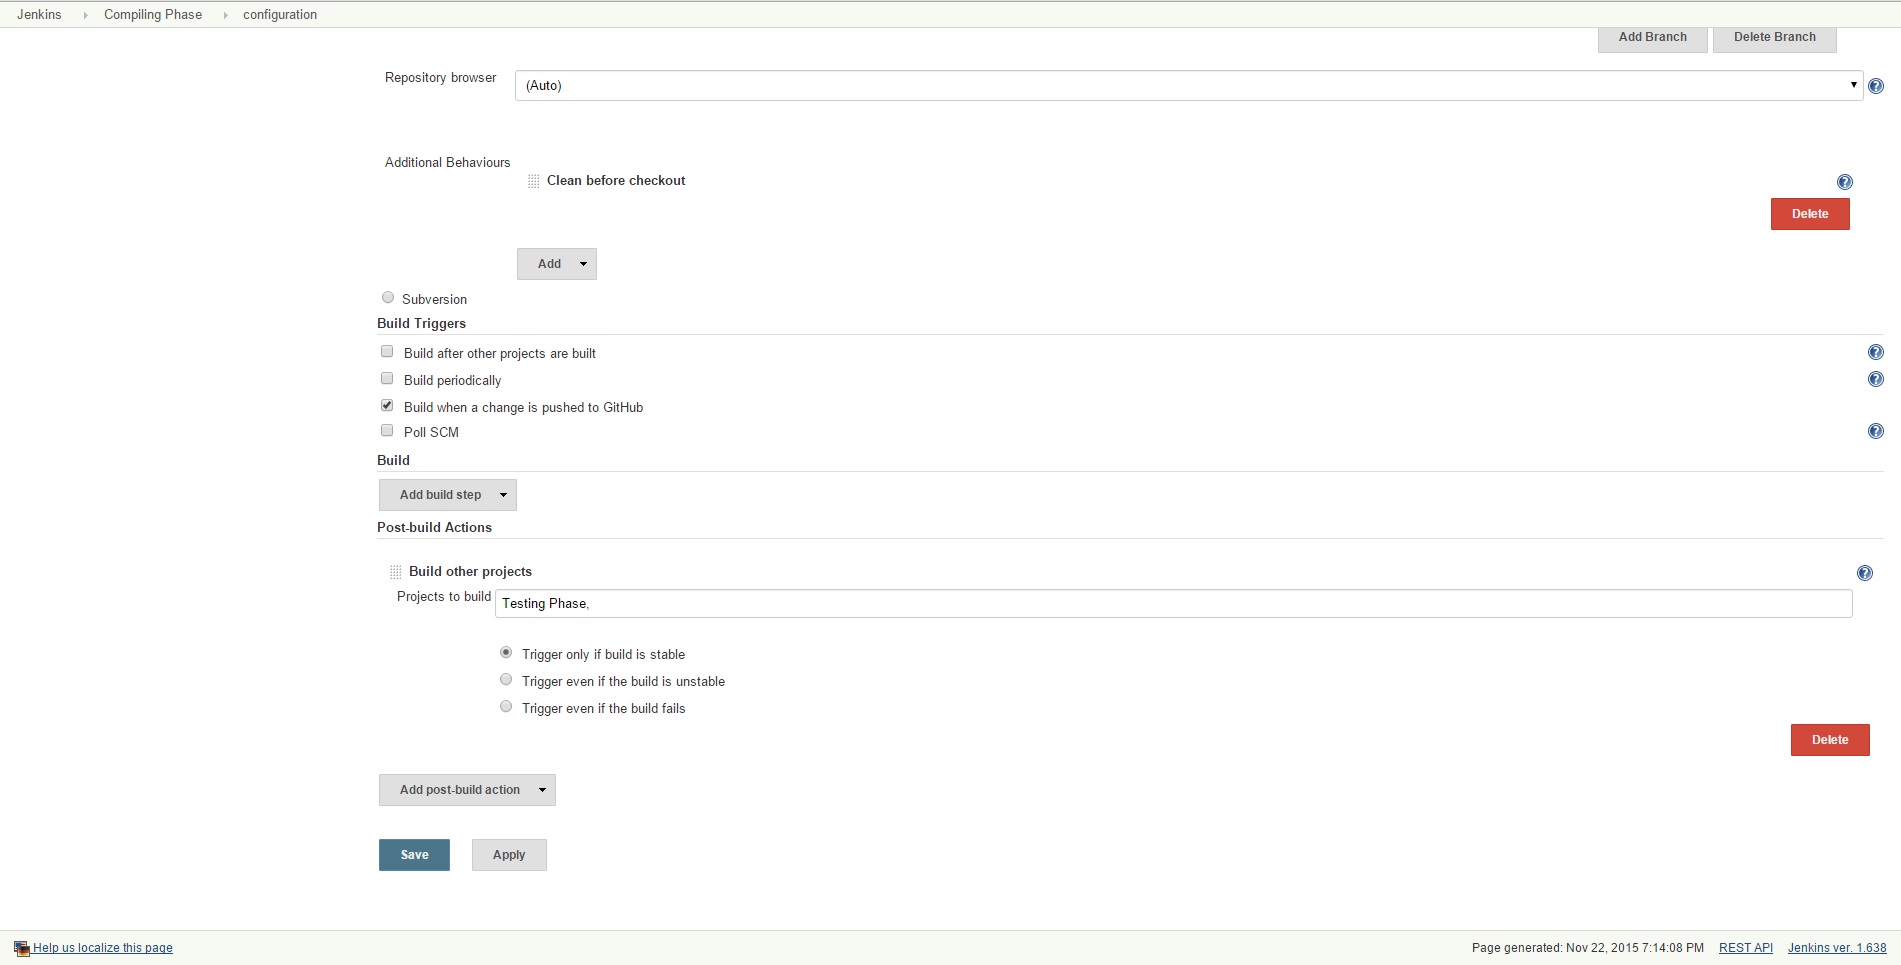 Jenkins Compiling Phase configuration
Add Branch Delete Branch
Repository browser (Auto)
Additional Behaviours
Clean before checkout
Delete
Add
Subversion
Build Triggers
Build after other projects are built
Build periodically
Build when a change is pushed to GitHub
Poll SCM
Build
Add build step
Post-build Actions
Build other projects
Projects to build Testing Phase,
Trigger only if build is stable
Trigger even if the build is unstable
Trigger even if the build fails
Delete
Add post-build action
Save Apply
Help us localize this page Page generated: Nov 22, 2015 7:14:08 PM REST API Jenkins ver. 1.638